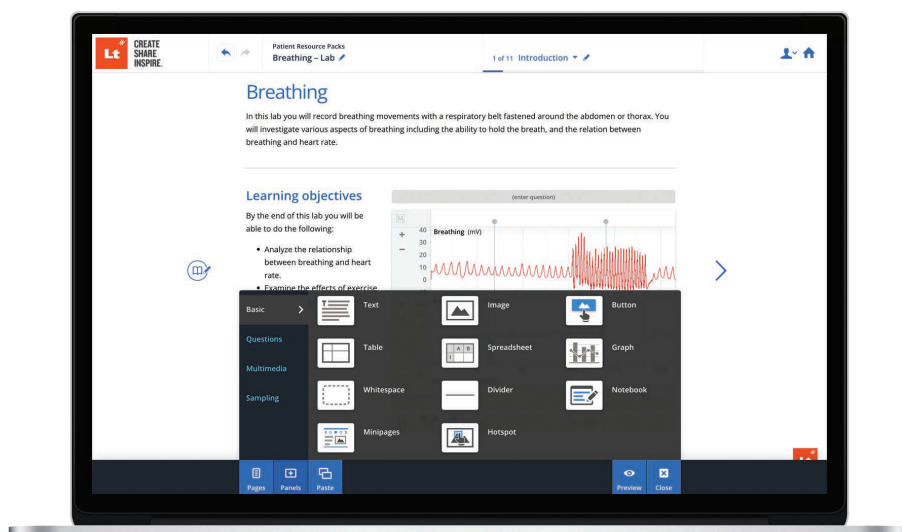 Lt
CREATE
SHARE
INSPIRE.
Patient Resource Packs
Breathing – Lab
1 of 11 Introduction
Breathing
In this lab you will record breathing movements with a respiratory belt fastened around the abdomen or thorax. You
will investigate various aspects of breathing including the ability to hold the breath, and the relation between
breathing and heart rate.
Learning objectives
By the end of this lab you will be
able to do the following:
• Analyze the relationship
between breathing and heart
rate.
• Examine the effects of exercise
(enter question)
M
+
−
Breathing (mV)
40
30
20
10
0
Basic
Questions
Multimedia
Sampling
Text
Image
Button
Table
Spreadsheet
A B
1
Graph
Whitespace
Divider
Notebook
Minipages
Hotspot
Pages
Panels
Paste
Preview
Close